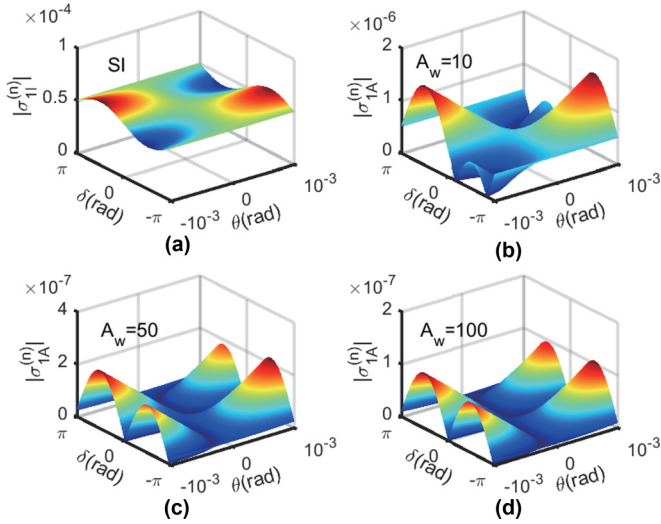 ×10⁻⁴
1
SI
|σ₁I⁽ⁿ⁾|
0.5
0
π
δ(rad)
0
-π
-10⁻³
0
θ(rad)
10⁻³
(a)
×10⁻⁶
2
A_w=10
|σ₁A⁽ⁿ⁾|
1
0
π
δ(rad)
0
-π
-10⁻³
0
θ(rad)
10⁻³
(b)
×10⁻⁷
4
A_w=50
|σ₁A⁽ⁿ⁾|
2
0
π
δ(rad)
0
-π
-10⁻³
0
θ(rad)
10⁻³
(c)
×10⁻⁷
2
A_w=100
|σ₁A⁽ⁿ⁾|
1
0
π
δ(rad)
0
-π
-10⁻³
0
θ(rad)
10⁻³
(d)